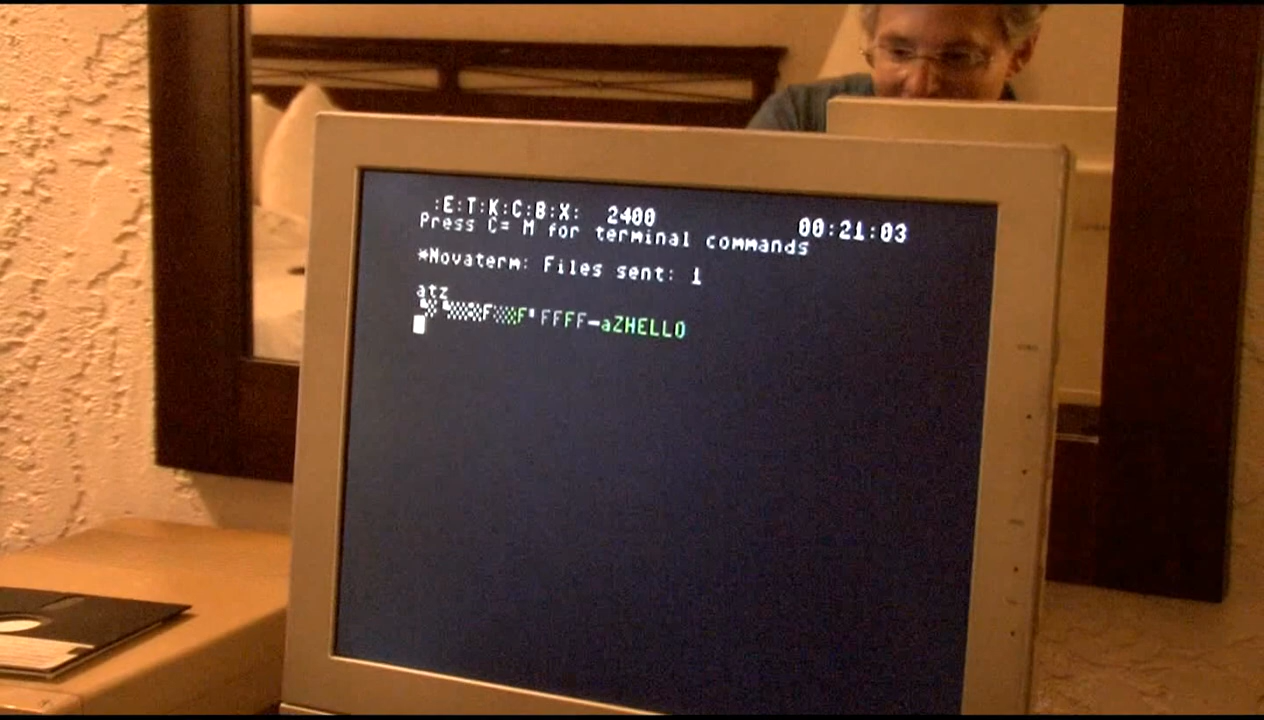 :E:T:K:C:B:X: 2400 00:21:03
Press C= M for terminal commands
*Novaterm: Files sent: 1
atz
F F FFFF-aZHELLO